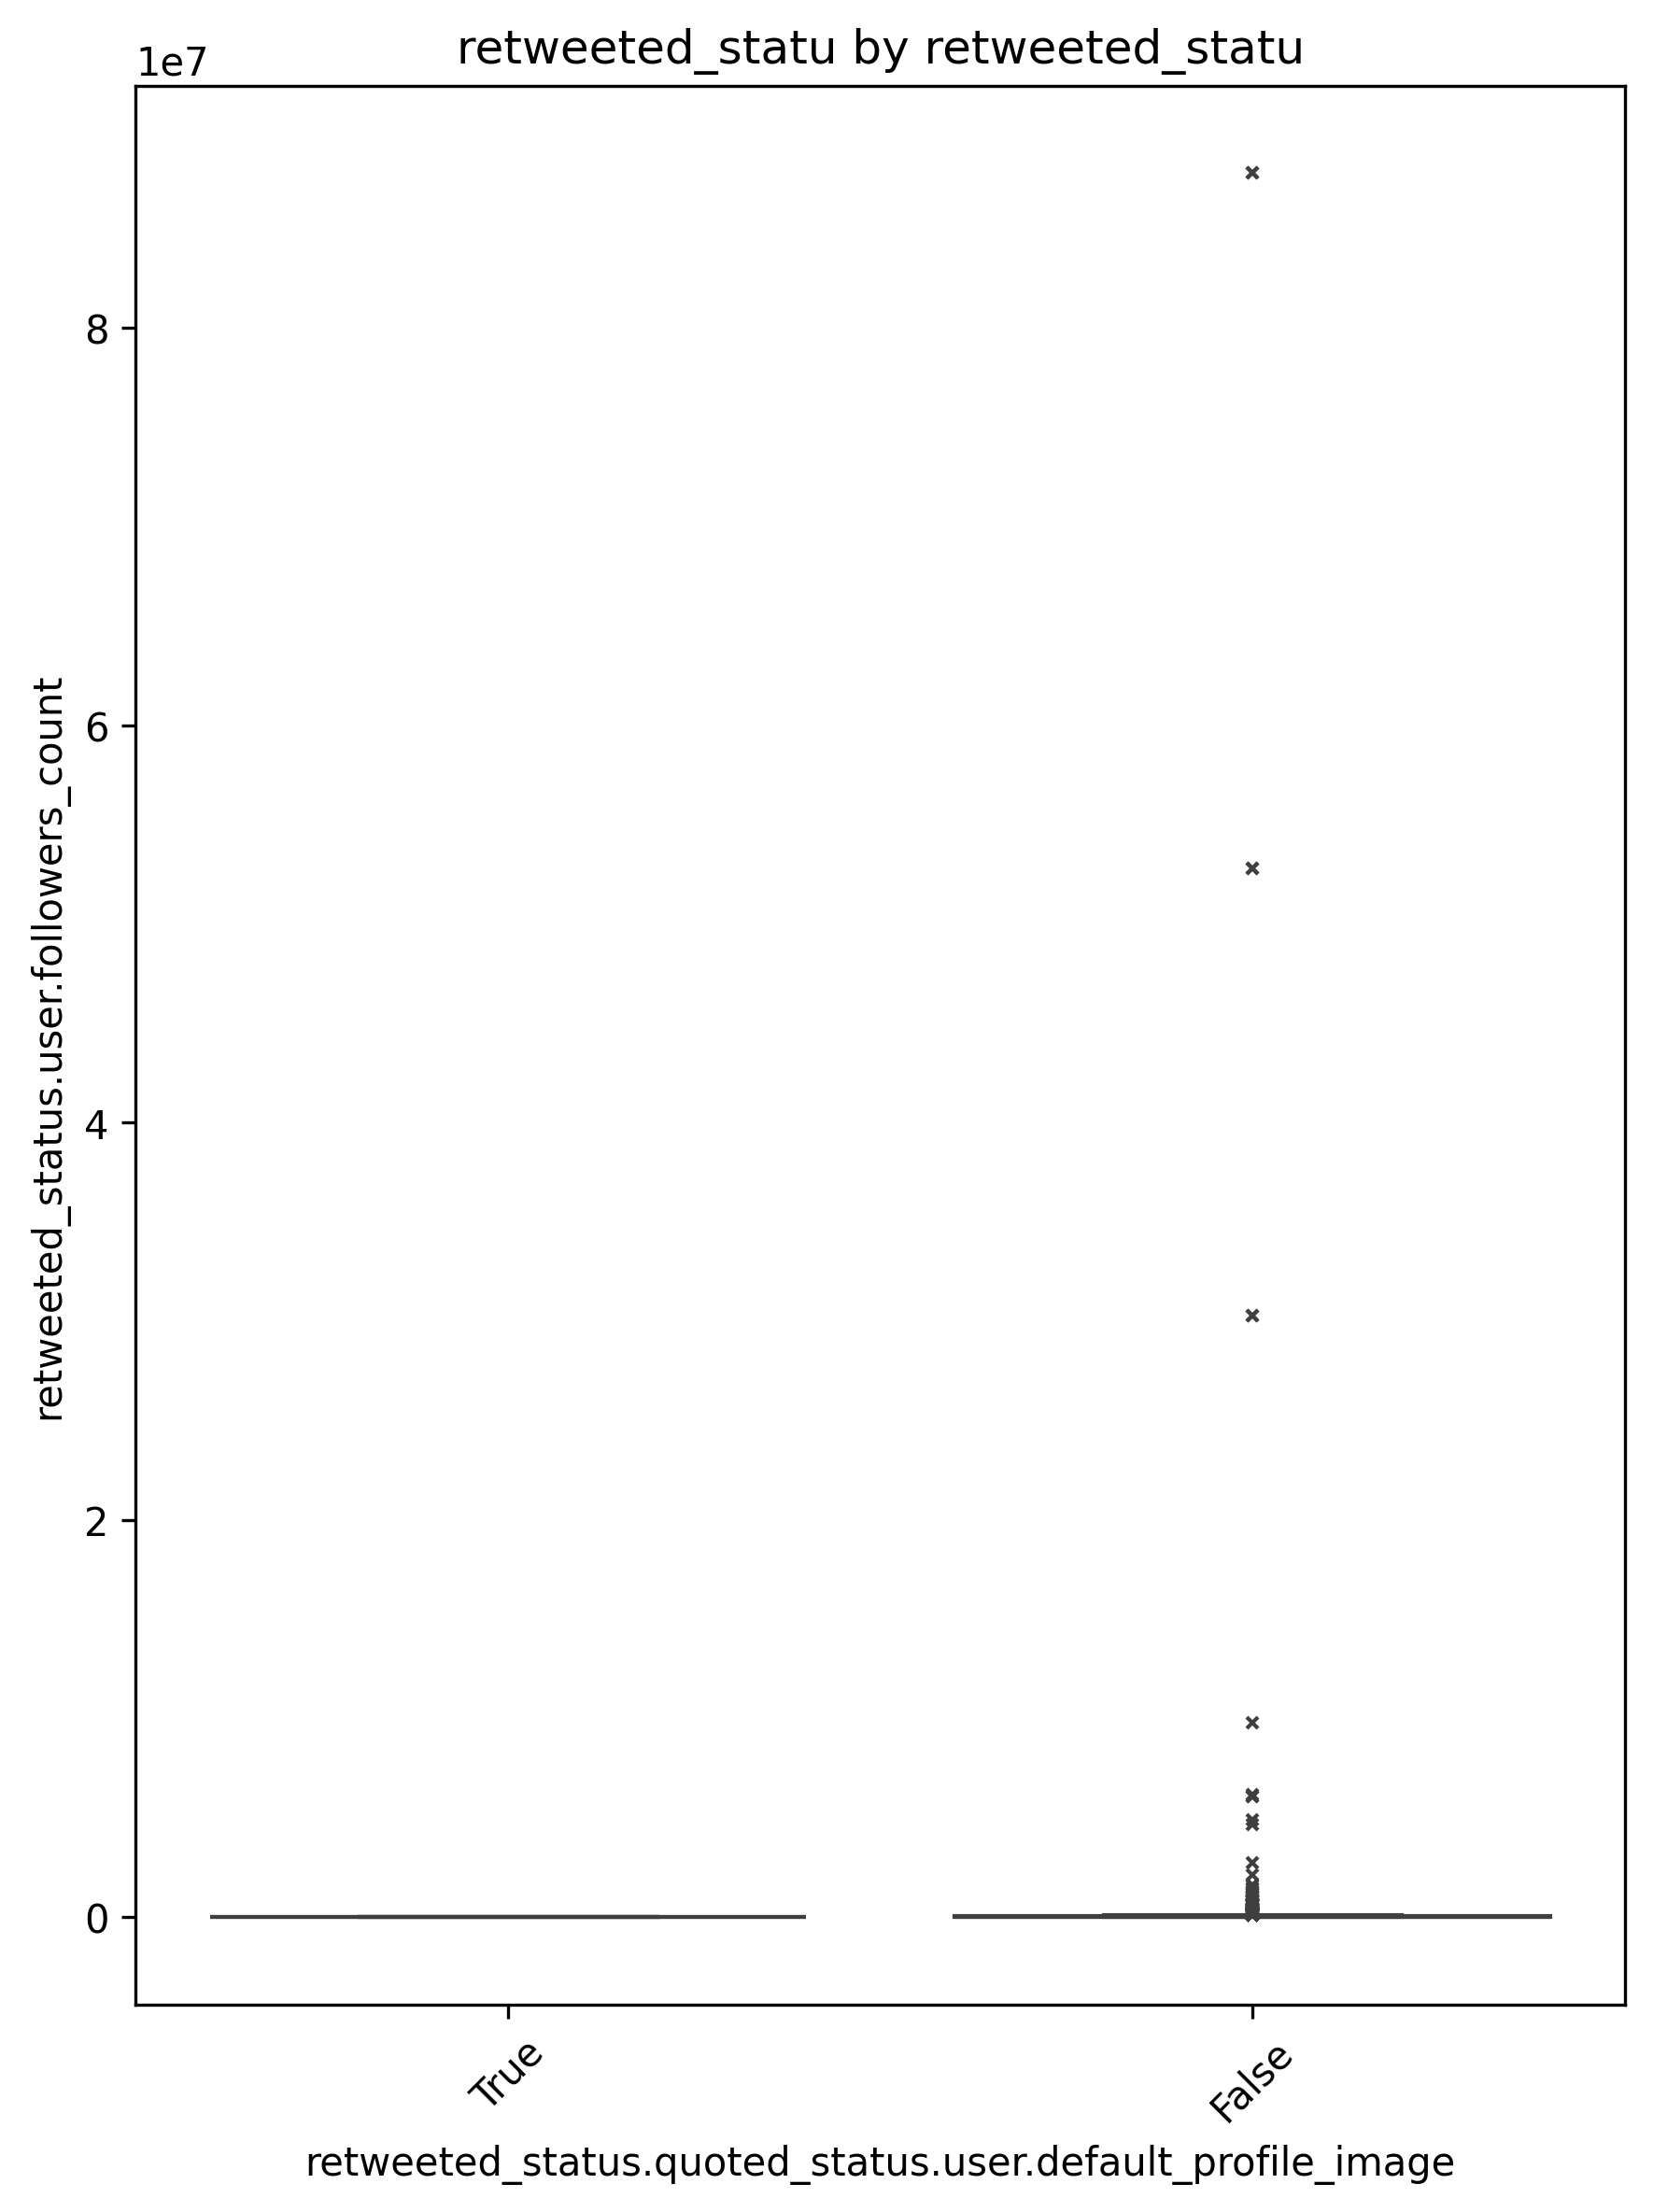 retweeted_statu by retweeted_statu
1e7
8
6
4
2
0
retweeted_status.user.followers_count
True
False
retweeted_status.quoted_status.user.default_profile_image